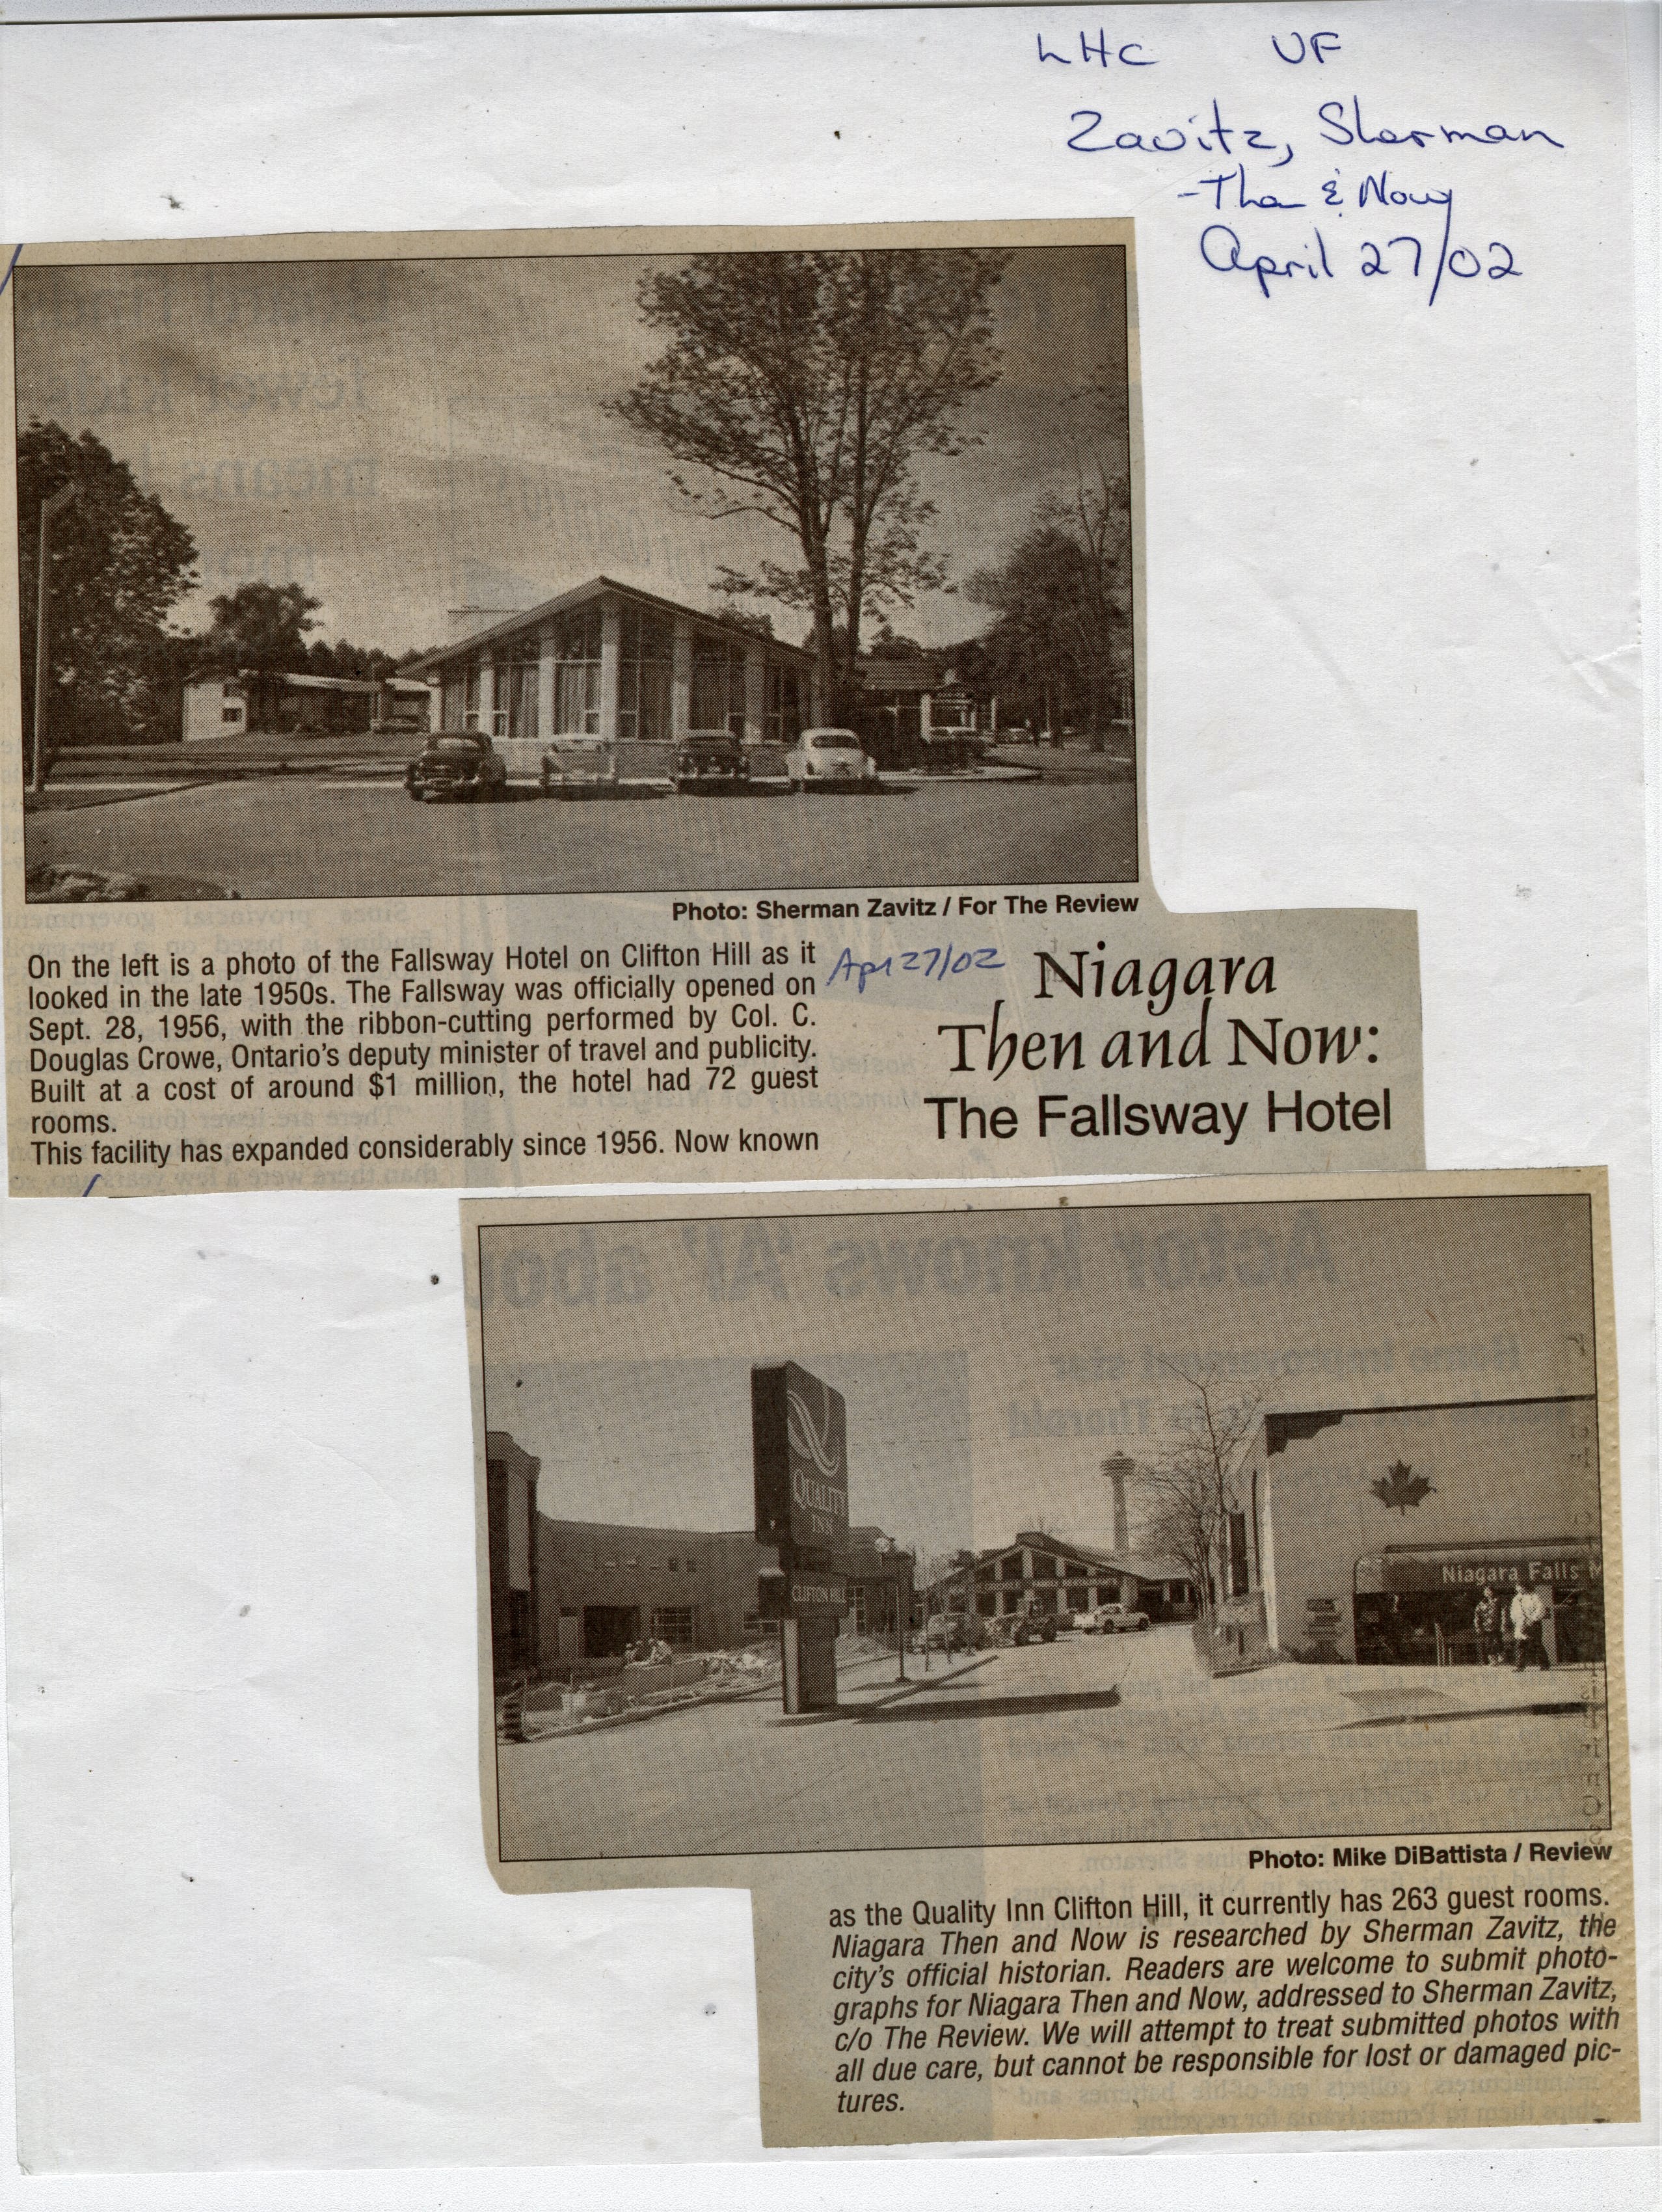 LHC VF
Zavitz, Sherman
- Then & Now
April 27/02
Photo: Sherman Zavitz / For The Review
On the left is a photo of the Fallsway Hotel on Clifton Hill as it
looked in the late 1950s. The Fallsway was officially opened on
Sept. 28, 1956, with the ribbon-cutting performed by Col. C.
Douglas Crowe, Ontario's deputy minister of travel and publicity.
Built at a cost of around $1 million, the hotel had 72 guest
rooms.
This facility has expanded considerably since 1956. Now known
Apr 27/02
Niagara
Then and Now:
The Fallsway Hotel
QUALITY
INN
CLIFTON HILL
FAMILY RESTAURANT
Niagara Falls
Photo: Mike DiBattista / Review
as the Quality Inn Clifton Hill, it currently has 263 guest rooms.
Niagara Then and Now is researched by Sherman Zavitz, the
city's official historian. Readers are welcome to submit photo-
graphs for Niagara Then and Now, addressed to Sherman Zavitz,
c/o The Review. We will attempt to treat submitted photos with
all due care, but cannot be responsible for lost or damaged pic-
tures.